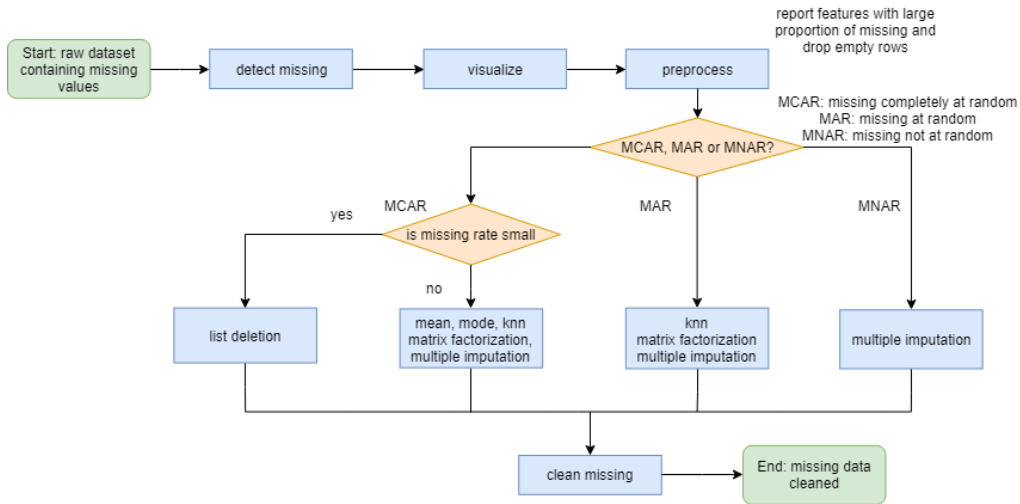 report features with large
proportion of missing and
drop empty rows
Start: raw dataset
containing missing
values
detect missing
visualize
preprocess
MCAR: missing completely at random
MAR: missing at random
MNAR: missing not at random
MCAR, MAR or MNAR?
MCAR
MAR
MNAR
yes
is missing rate small
no
list deletion
mean, mode, knn
matrix factorization,
multiple imputation
knn
matrix factorization
multiple imputation
multiple imputation
clean missing
End: missing data
cleaned